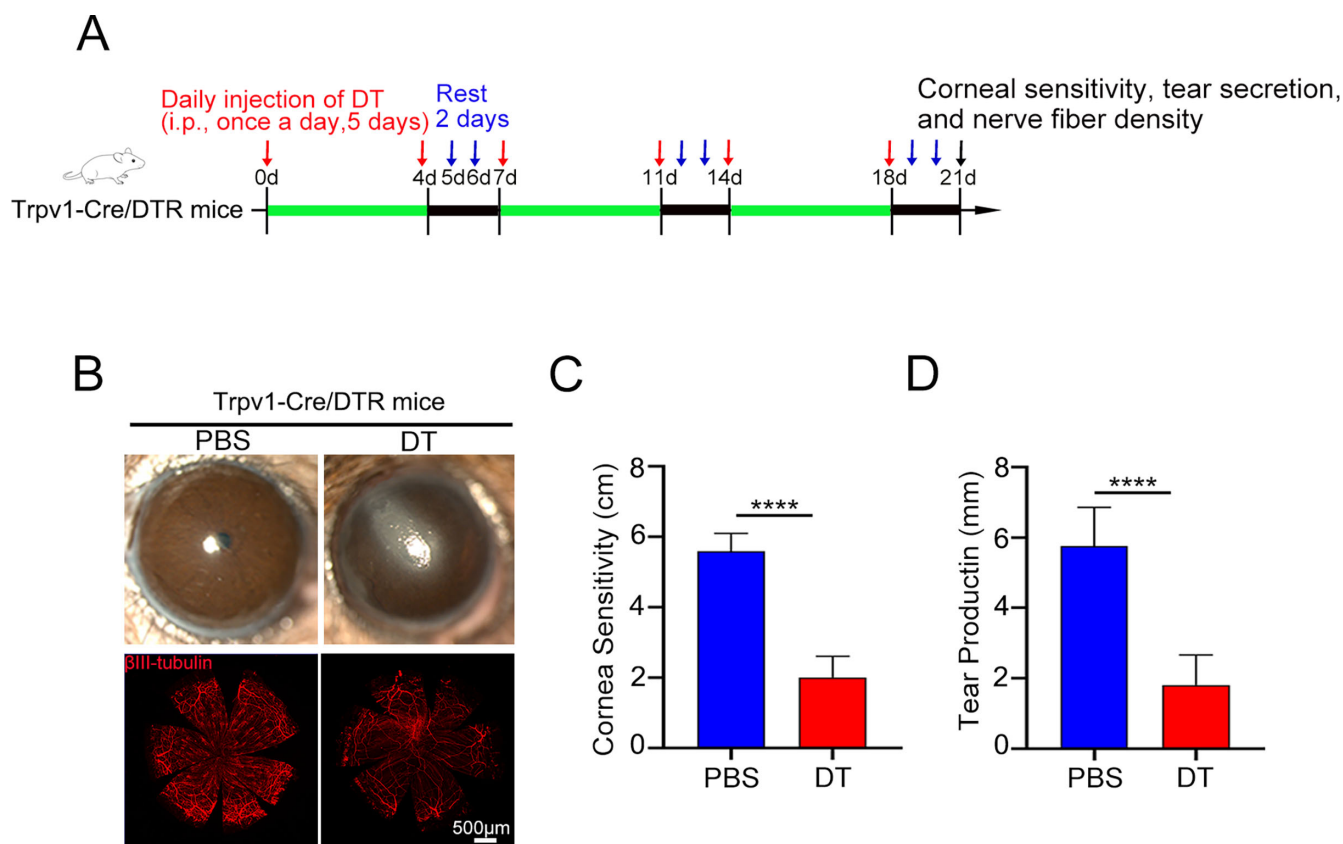 A
Daily injection of DT
(i.p., once a day,5 days)
Rest
2 days
Corneal sensitivity, tear secretion,
and nerve fiber density
0d 4d 5d 6d 7d 11d 14d 18d 21d
Trpv1-Cre/DTR mice
B
Trpv1-Cre/DTR mice
PBS DT
βIII-tubulin
500μm
C
Cornea Sensitivity (cm)
8
6
4
2
0
****
PBS DT
D
Tear Productin (mm)
8
6
4
2
0
****
PBS DT